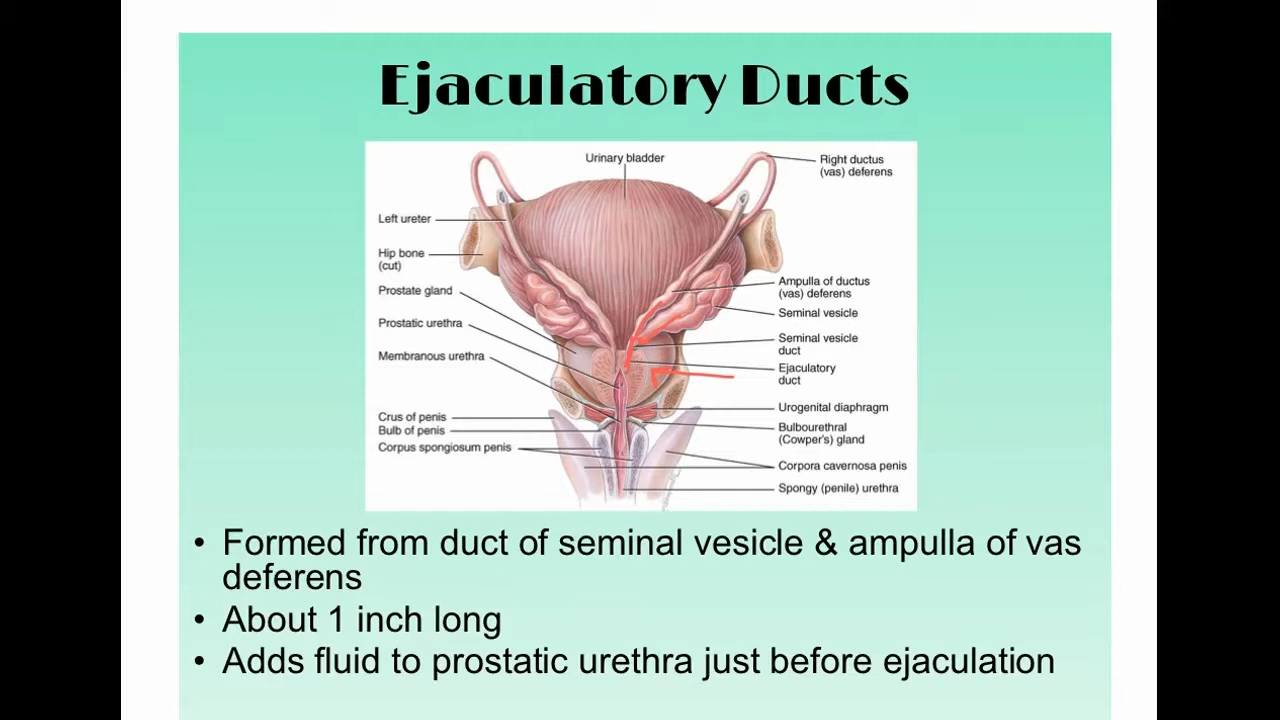 Ejaculatory Ducts
Urinary bladder
Right ductus
(vas) deferens
Left ureter
Hip bone
(cut)
Prostate gland
Prostatic urethra
Membranous urethra
Crus of penis
Bulb of penis
Corpus spongiosum penis
Ampulla of ductus
(vas) deferens
Seminal vesicle
Seminal vesicle
duct
Ejaculatory
duct
Urogenital diaphragm
Bulbourethral
(Cowper's) gland
Corpora cavernosa penis
Spongy (penile) urethra
• Formed from duct of seminal vesicle & ampulla of vas
deferens
• About 1 inch long
• Adds fluid to prostatic urethra just before ejaculation